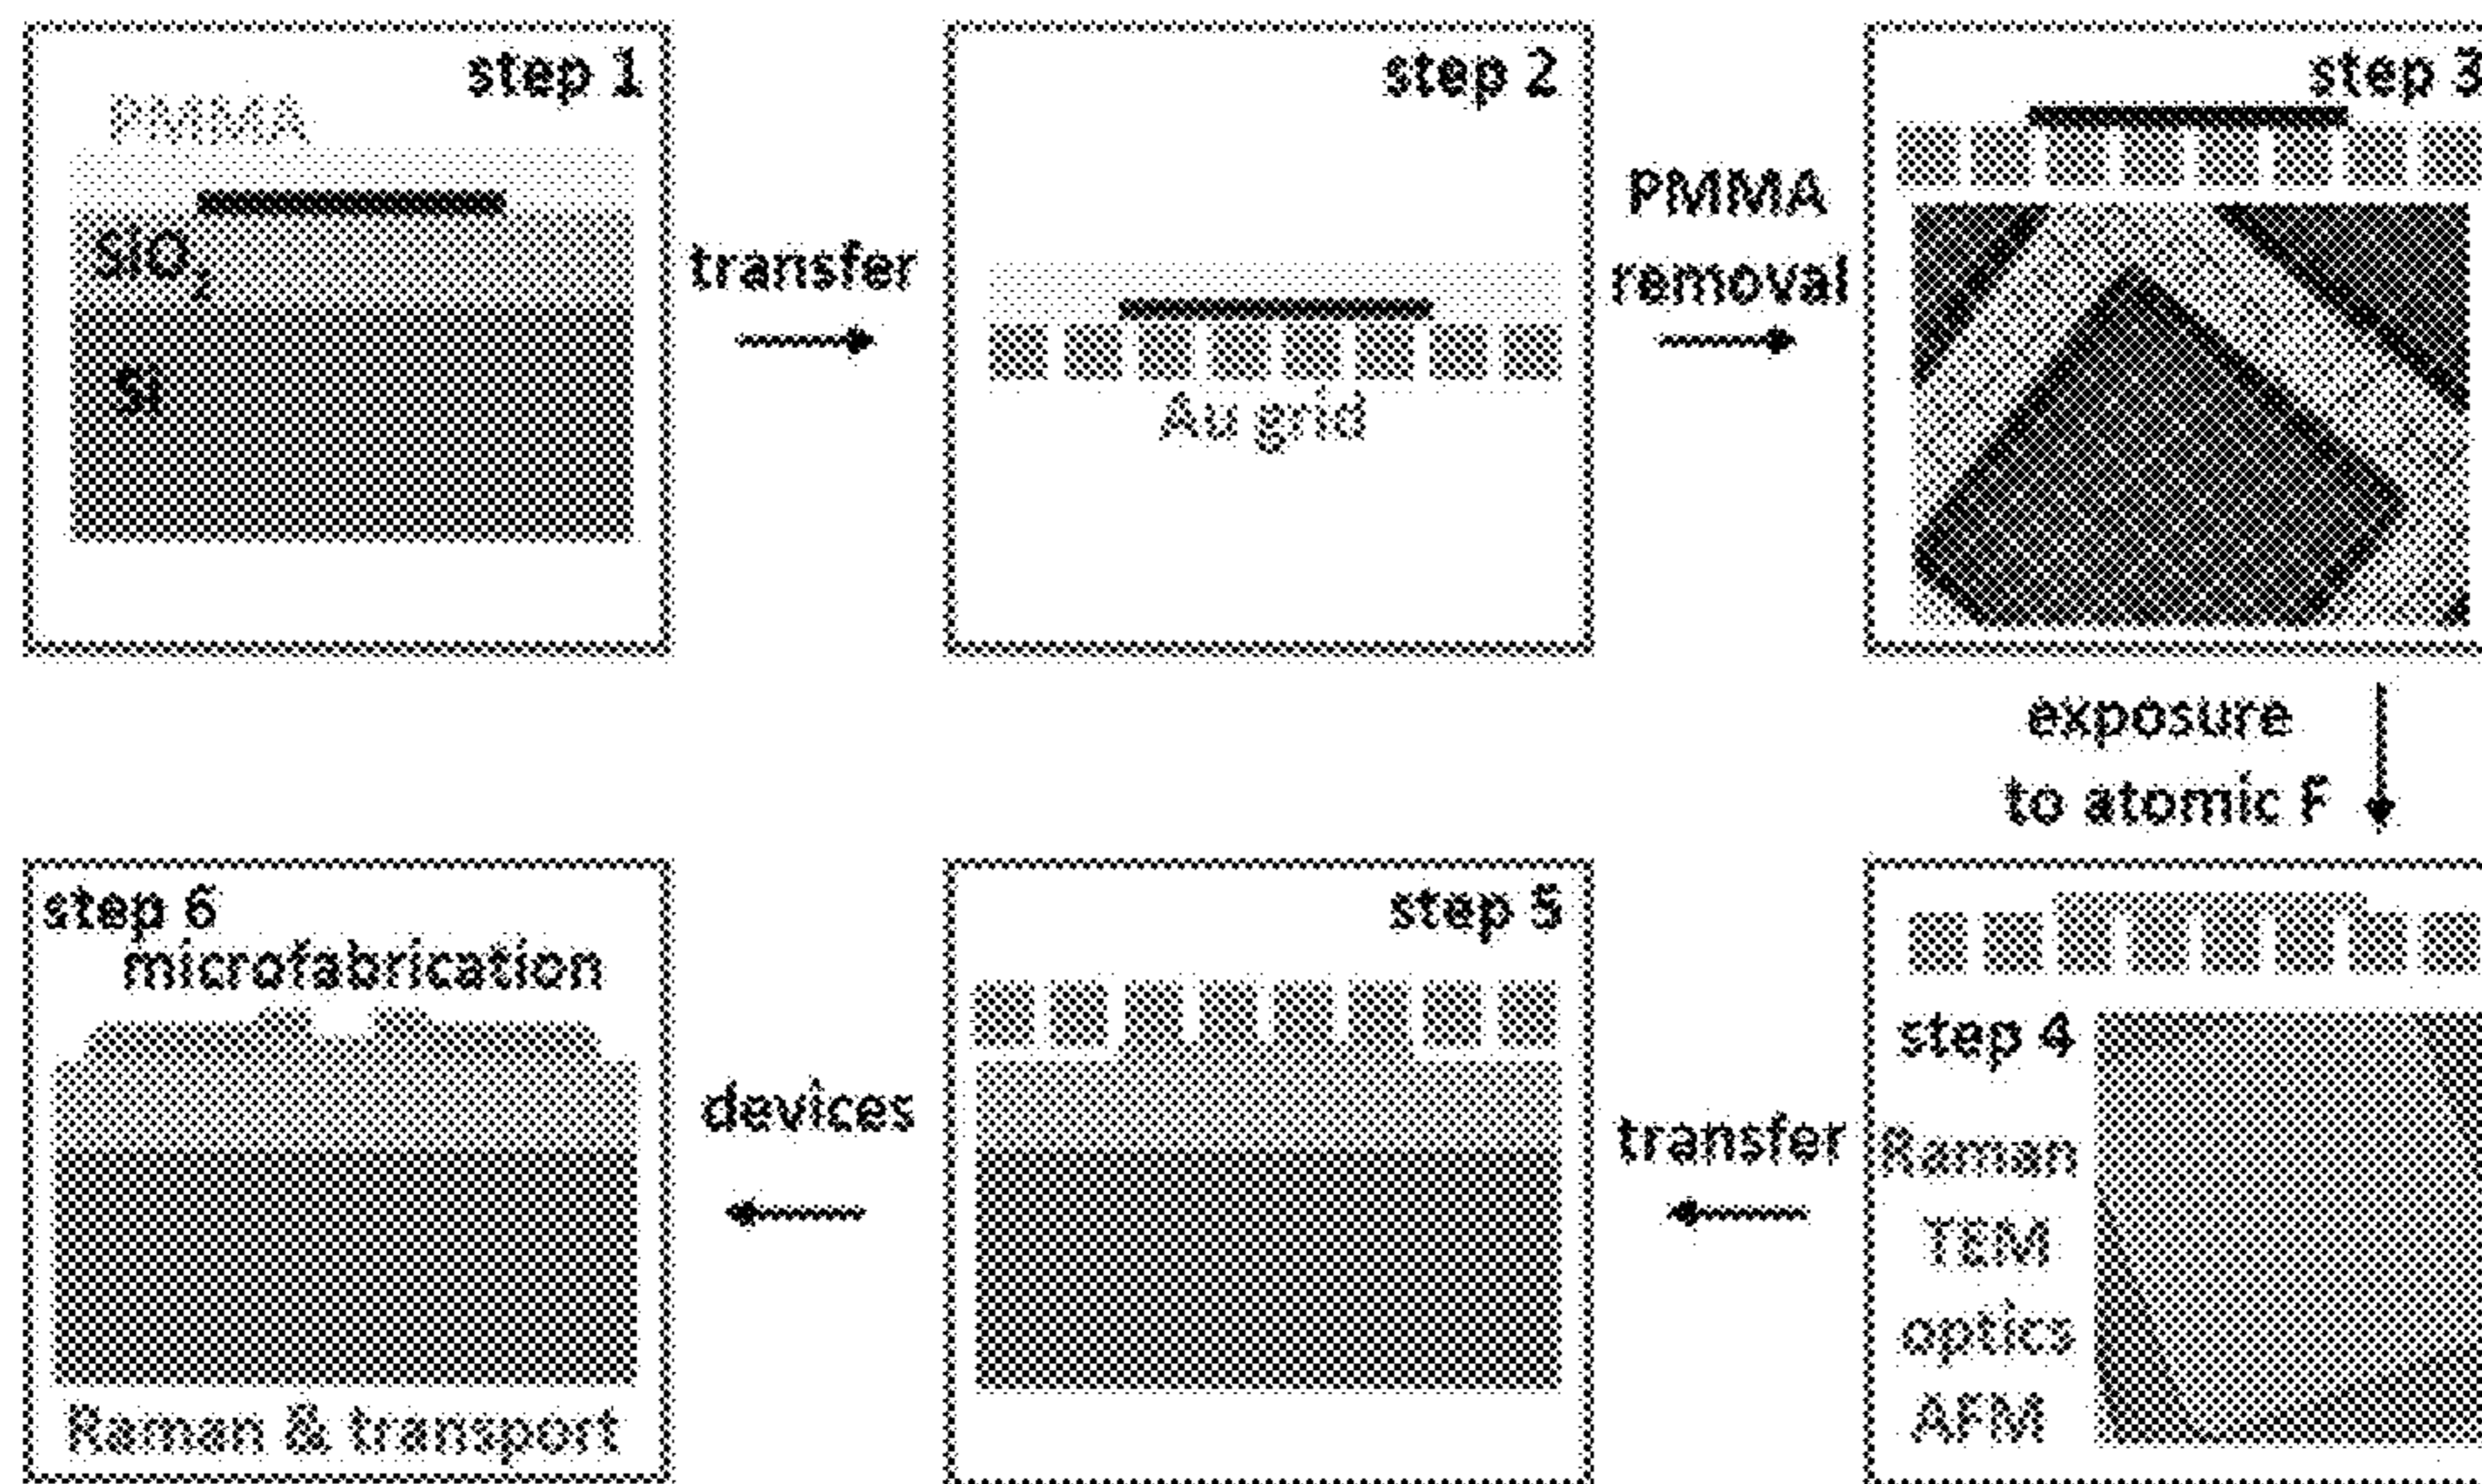 step 1
PMMA
SiO2
Si
transfer
step 2
Au grid
PMMA
removal
step 3
exposure
to atomic F
step 4
Raman
TEM
optics
AFM
transfer
step 5
devices
step 6
microfabrication
Raman & transport